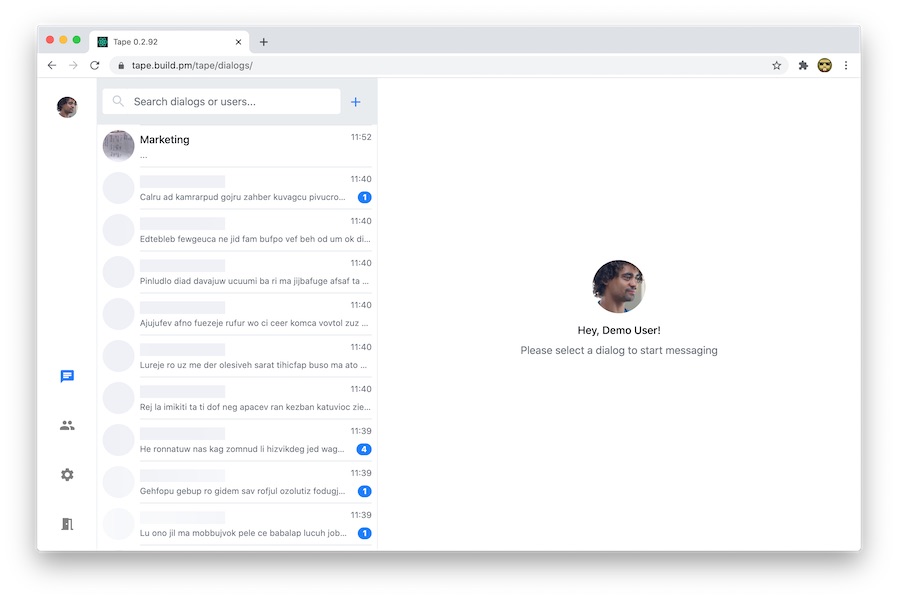 Tape 0.2.92
tape.build.pm/tape/dialogs/
Search dialogs or users...
Marketing 11:52
...
11:40
Calru ad kamrarpud gojru zahber kuvagcu pivucro... 1
11:40
Edtebleb fewgeuca ne jid fam bufpo vef beh od um ok di...
11:40
Pinludlo diad davajuw ucuumi ba ri ma jijbafuge afsaf ta ...
11:40
Ajujufev afno fuezeje rufur wo ci ceer komca vovtol zuz ...
11:40
Lureje ro uz me der olesiveh sarat tihicfap buso ma ato ...
11:40
Rej la imikiti ta ti dof neg apacev ran kezban katuvioc zie...
11:39
He ronnatuw nas kag zomnud li hizvikdeg jed wag... 4
11:39
Gehfopu gebup ro gidem sav rofjul ozolutiz fodugj... 1
11:39
Lu ono jil ma mobbujvok pele ce babalap lucuh job... 1
Hey, Demo User!
Please select a dialog to start messaging